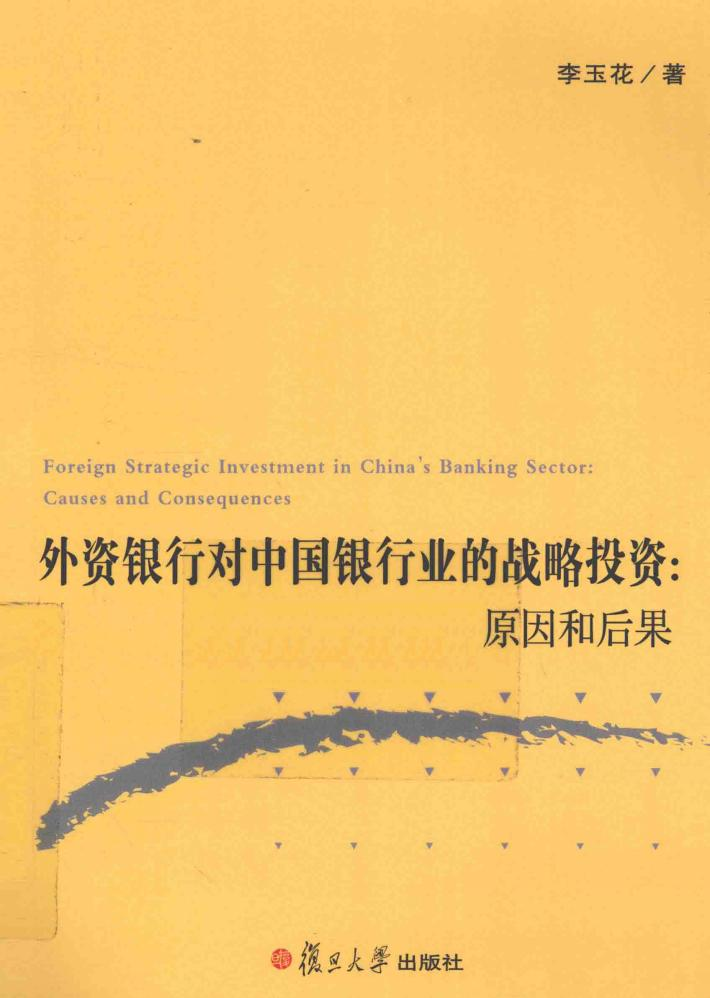 李玉花／著
Foreign Strategic Investment in China's Banking Sector:
Causes and Consequences
外资银行对中国银行业的战略投资:
原因和后果
復旦大學出版社